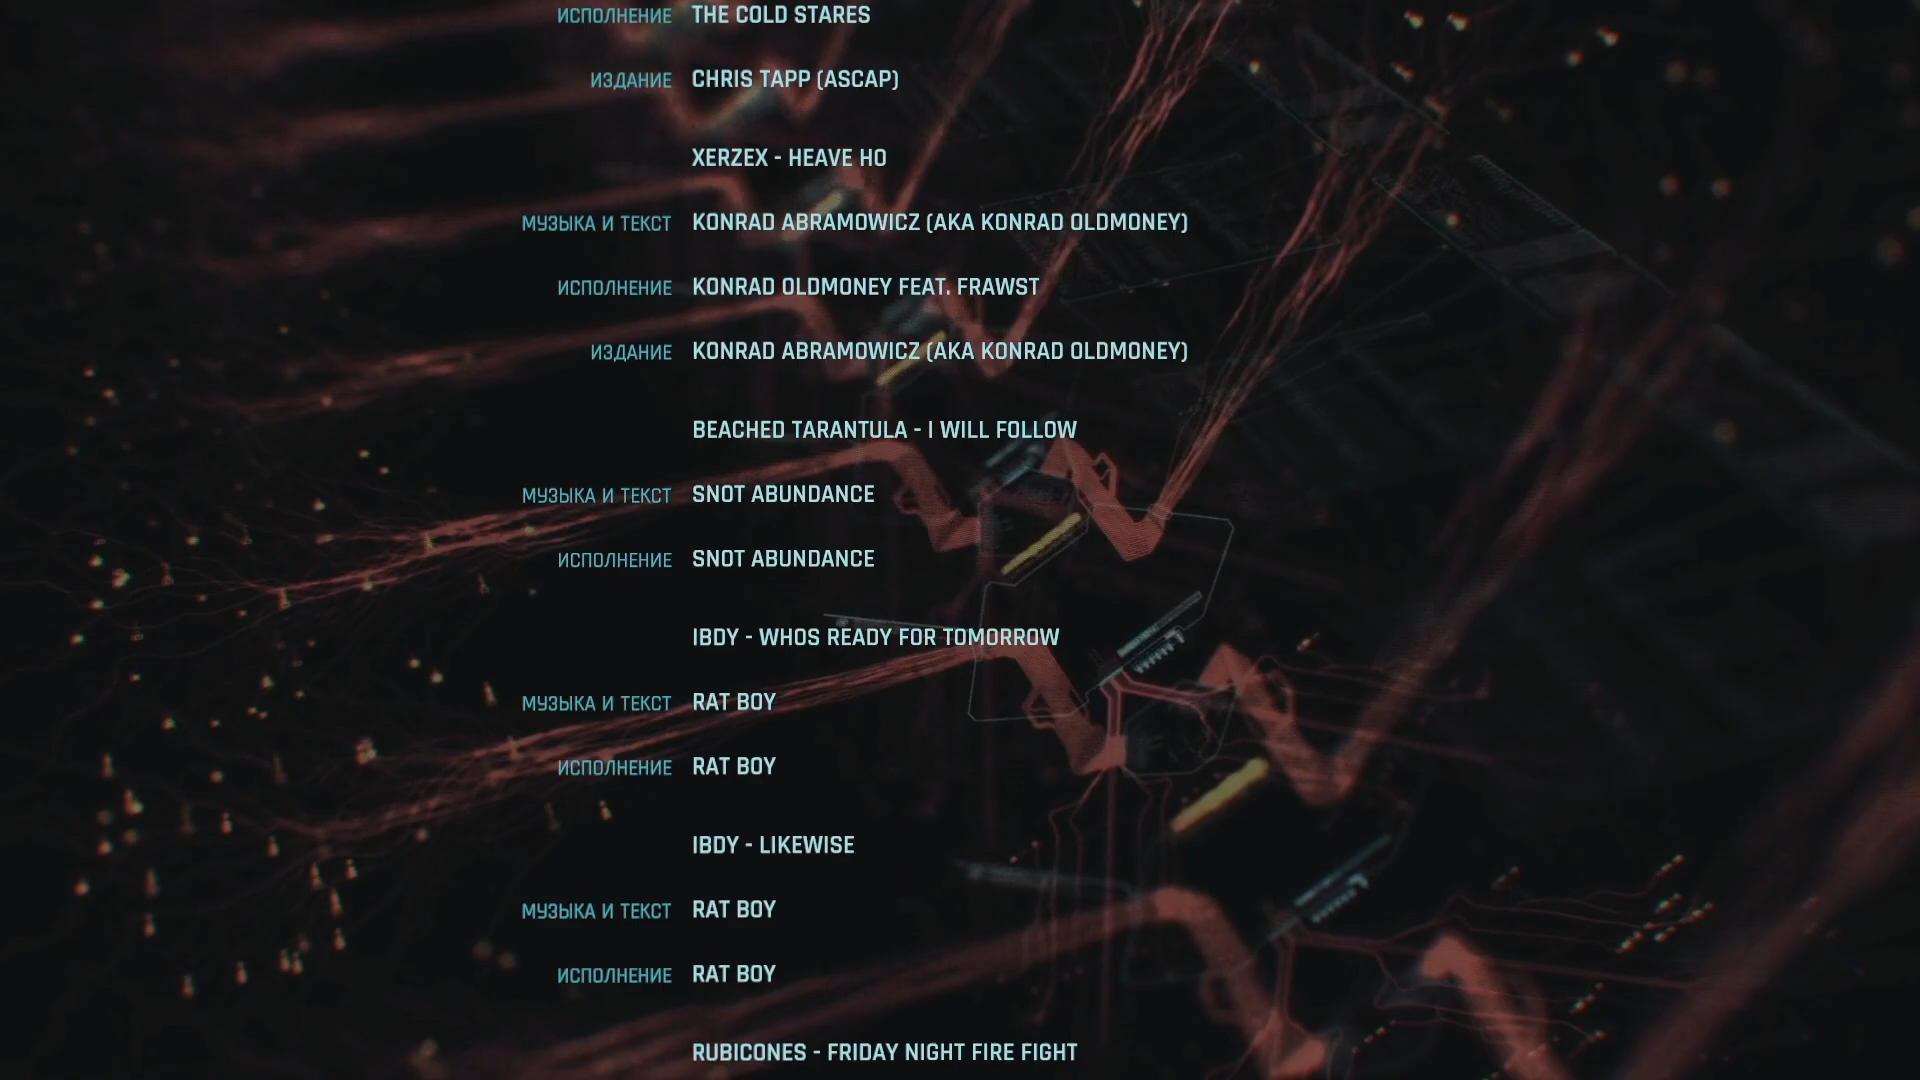 ИСПОЛНЕНИЕ THE COLD STARES
ИЗДАНИЕ CHRIS TAPP (ASCAP)
XERZEX - HEAVE HO
МУЗЫКА И ТЕКСТ KONRAD ABRAMOWICZ (AKA KONRAD OLDMONEY)
ИСПОЛНЕНИЕ KONRAD OLDMONEY FEAT. FRAWST
ИЗДАНИЕ KONRAD ABRAMOWICZ (AKA KONRAD OLDMONEY)
BEACHED TARANTULA - I WILL FOLLOW
МУЗЫКА И ТЕКСТ SNOT ABUNDANCE
ИСПОЛНЕНИЕ SNOT ABUNDANCE
IBDY - WHOS READY FOR TOMORROW
МУЗЫКА И ТЕКСТ RAT BOY
ИСПОЛНЕНИЕ RAT BOY
IBDY - LIKEWISE
МУЗЫКА И ТЕКСТ RAT BOY
ИСПОЛНЕНИЕ RAT BOY
RUBICONES - FRIDAY NIGHT FIRE FIGHT